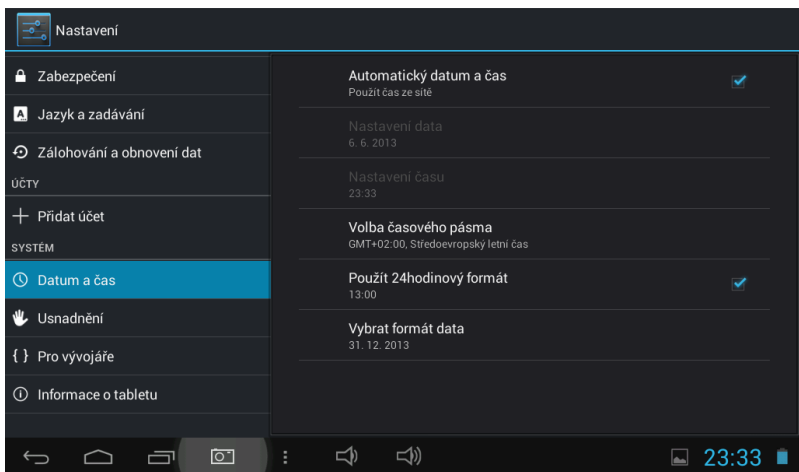 Nastavení
Zabezpečení
Jazyk a zadávání
Zálohování a obnovení dat
ÚČTY
Přidat účet
SYSTÉM
Datum a čas
Usnadnění
{ } Pro vývojáře
Informace o tabletu
Automatický datum a čas
Použít čas ze sítě
Nastavení data
6. 6. 2013
Nastavení času
23:33
Volba časového pásma
GMT+02:00, Středoevropský letní čas
Použít 24hodinový formát
13:00
Vybrat formát data
31. 12. 2013
23:33